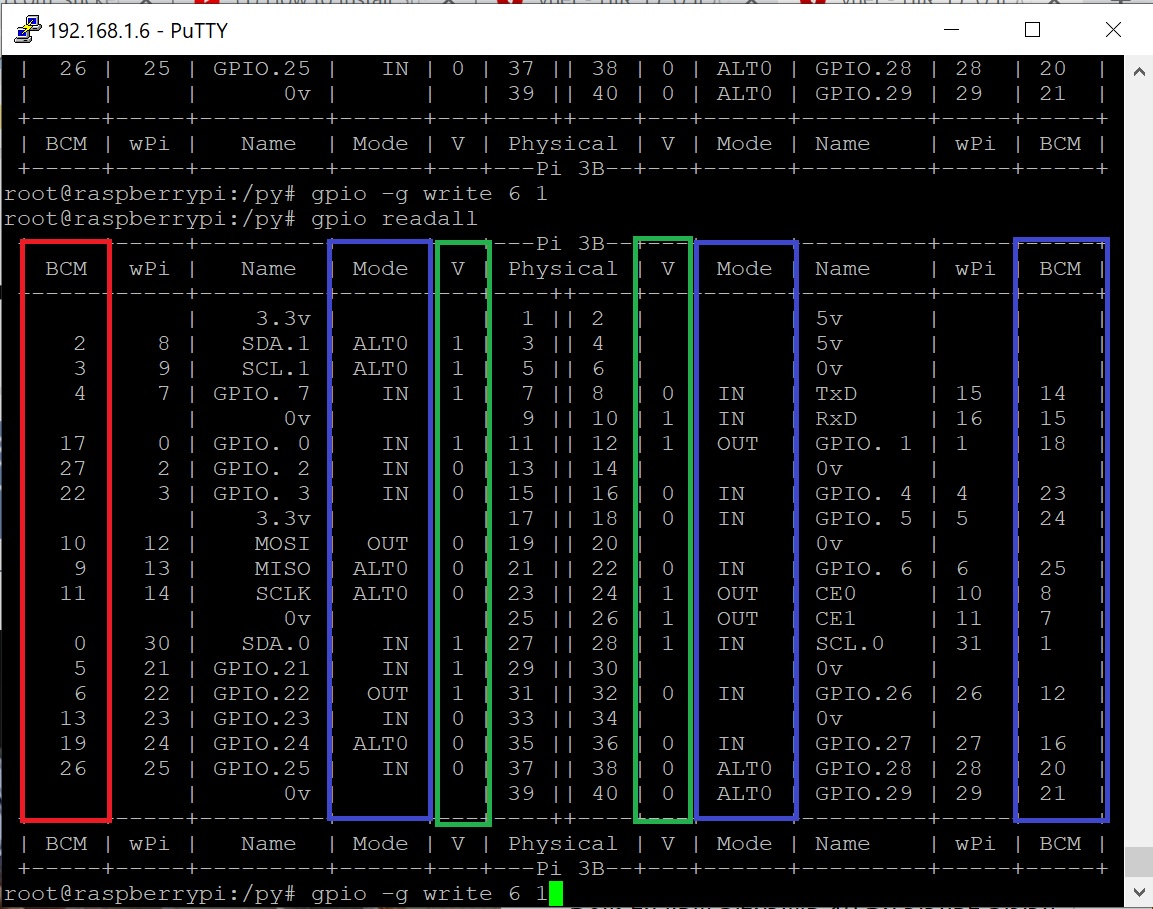 192.168.1.6 - PuTTY
| 26 | 25 | GPIO.25 | IN | 0 | 37 || 38 | 0 | ALT0 | GPIO.28 | 28 | 20 |
| | | 0v | | | 39 || 40 | 0 | ALT0 | GPIO.29 | 29 | 21 |
+-----+-----+---------+------+---+----++----+---+------+---------+-----+-----+
| BCM | wPi | Name | Mode | V | Physical | V | Mode | Name | wPi | BCM |
+-----+-----+---------+------+---+---Pi 3B--+---+------+---------+-----+-----+
root@raspberrypi:/py# gpio -g write 6 1
root@raspberrypi:/py# gpio readall
+-----+-----+---------+------+---+---Pi 3B--+---+------+---------+-----+-----+
| BCM | wPi | Name | Mode | V | Physical | V | Mode | Name | wPi | BCM |
+-----+-----+---------+------+---+----++----+---+------+---------+-----+-----+
| | | 3.3v | | | 1 || 2 | | | 5v | | |
| 2 | 8 | SDA.1 | ALT0 | 1 | 3 || 4 | | | 5v | | |
| 3 | 9 | SCL.1 | ALT0 | 1 | 5 || 6 | | | 0v | | |
| 4 | 7 | GPIO. 7 | IN | 1 | 7 || 8 | 0 | IN | TxD | 15 | 14 |
| | | 0v | | | 9 || 10 | 1 | IN | RxD | 16 | 15 |
| 17 | 0 | GPIO. 0 | IN | 1 | 11 || 12 | 1 | OUT | GPIO. 1 | 1 | 18 |
| 27 | 2 | GPIO. 2 | IN | 0 | 13 || 14 | | | 0v | | |
| 22 | 3 | GPIO. 3 | IN | 0 | 15 || 16 | 0 | IN | GPIO. 4 | 4 | 23 |
| | | 3.3v | | | 17 || 18 | 0 | IN | GPIO. 5 | 5 | 24 |
| 10 | 12 | MOSI | OUT | 0 | 19 || 20 | | | 0v | | |
| 9 | 13 | MISO | ALT0 | 0 | 21 || 22 | 0 | IN | GPIO. 6 | 6 | 25 |
| 11 | 14 | SCLK | ALT0 | 0 | 23 || 24 | 1 | OUT | CE0 | 10 | 8 |
| | | 0v | | | 25 || 26 | 1 | OUT | CE1 | 11 | 7 |
| 0 | 30 | SDA.0 | IN | 1 | 27 || 28 | 1 | IN | SCL.0 | 31 | 1 |
| 5 | 21 | GPIO.21 | IN | 1 | 29 || 30 | | | 0v | | |
| 6 | 22 | GPIO.22 | OUT | 1 | 31 || 32 | 0 | IN | GPIO.26 | 26 | 12 |
| 13 | 23 | GPIO.23 | IN | 0 | 33 || 34 | | | 0v | | |
| 19 | 24 | GPIO.24 | ALT0 | 0 | 35 || 36 | 0 | IN | GPIO.27 | 27 | 16 |
| 26 | 25 | GPIO.25 | IN | 0 | 37 || 38 | 0 | ALT0 | GPIO.28 | 28 | 20 |
| | | 0v | | | 39 || 40 | 0 | ALT0 | GPIO.29 | 29 | 21 |
+-----+-----+---------+------+---+----++----+---+------+---------+-----+-----+
| BCM | wPi | Name | Mode | V | Physical | V | Mode | Name | wPi | BCM |
+-----+-----+---------+------+---+---Pi 3B--+---+------+---------+-----+-----+
root@raspberrypi:/py# gpio -g write 6 1